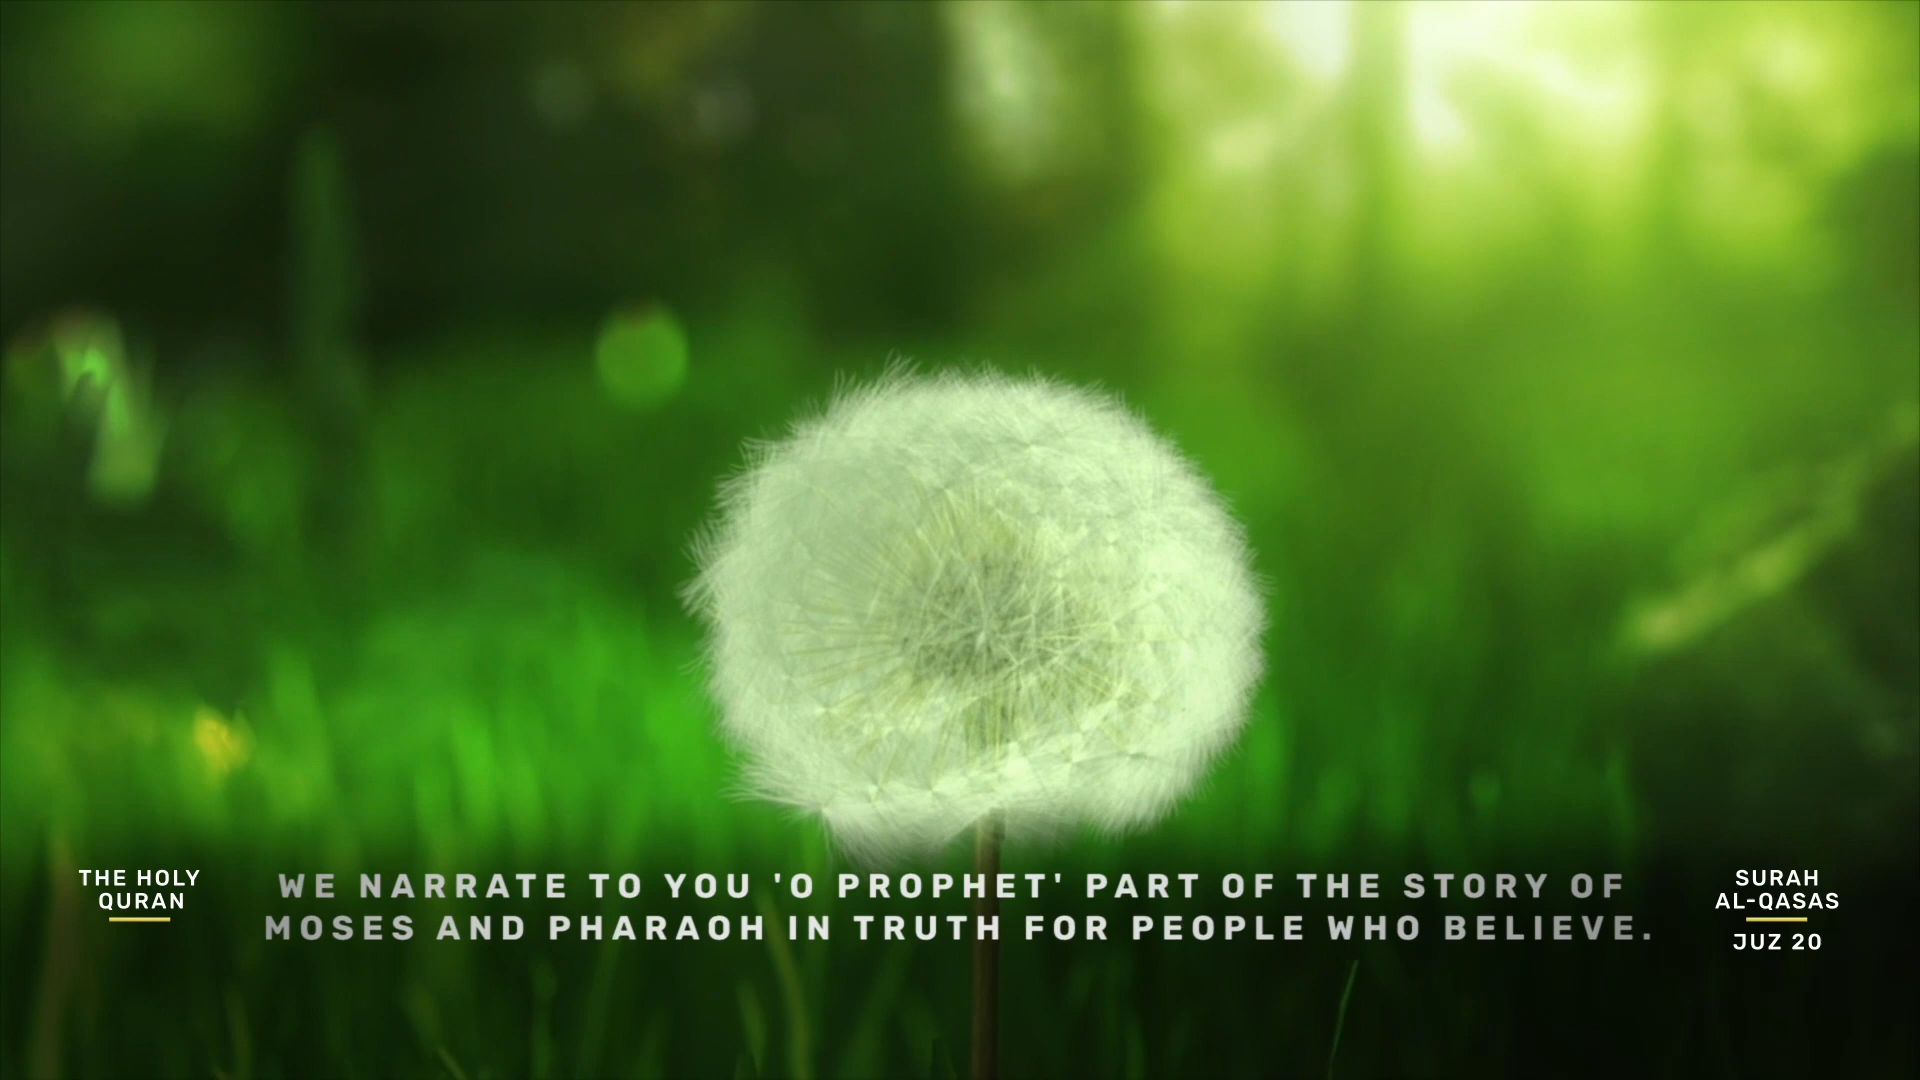 THE HOLY
QURAN
WE NARRATE TO YOU 'O PROPHET' PART OF THE STORY OF
MOSES AND PHARAOH IN TRUTH FOR PEOPLE WHO BELIEVE.
SURAH
AL-QASAS
JUZ 20